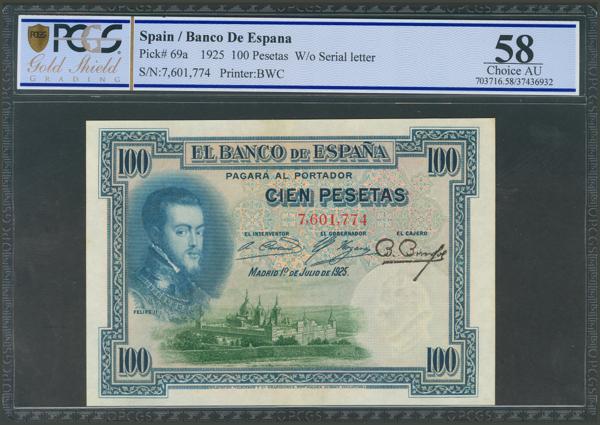 PCGS
Gold Shield
GRADING
Spain / Banco De Espana
Pick# 69a 1925 100 Pesetas W/o Serial letter
S/N:7,601,774 Printer:BWC
58
Choice AU
703716.58/37436932
100
EL BANCO DE ESPAÑA
100
PAGARÁ AL PORTADOR
CIEN PESETAS
7,601,774
EL INTERVENTOR
EL GOBERNADOR
EL CAJERO
MADRID 1º DE JULIO DE 1925.
FELIPE II
100
100